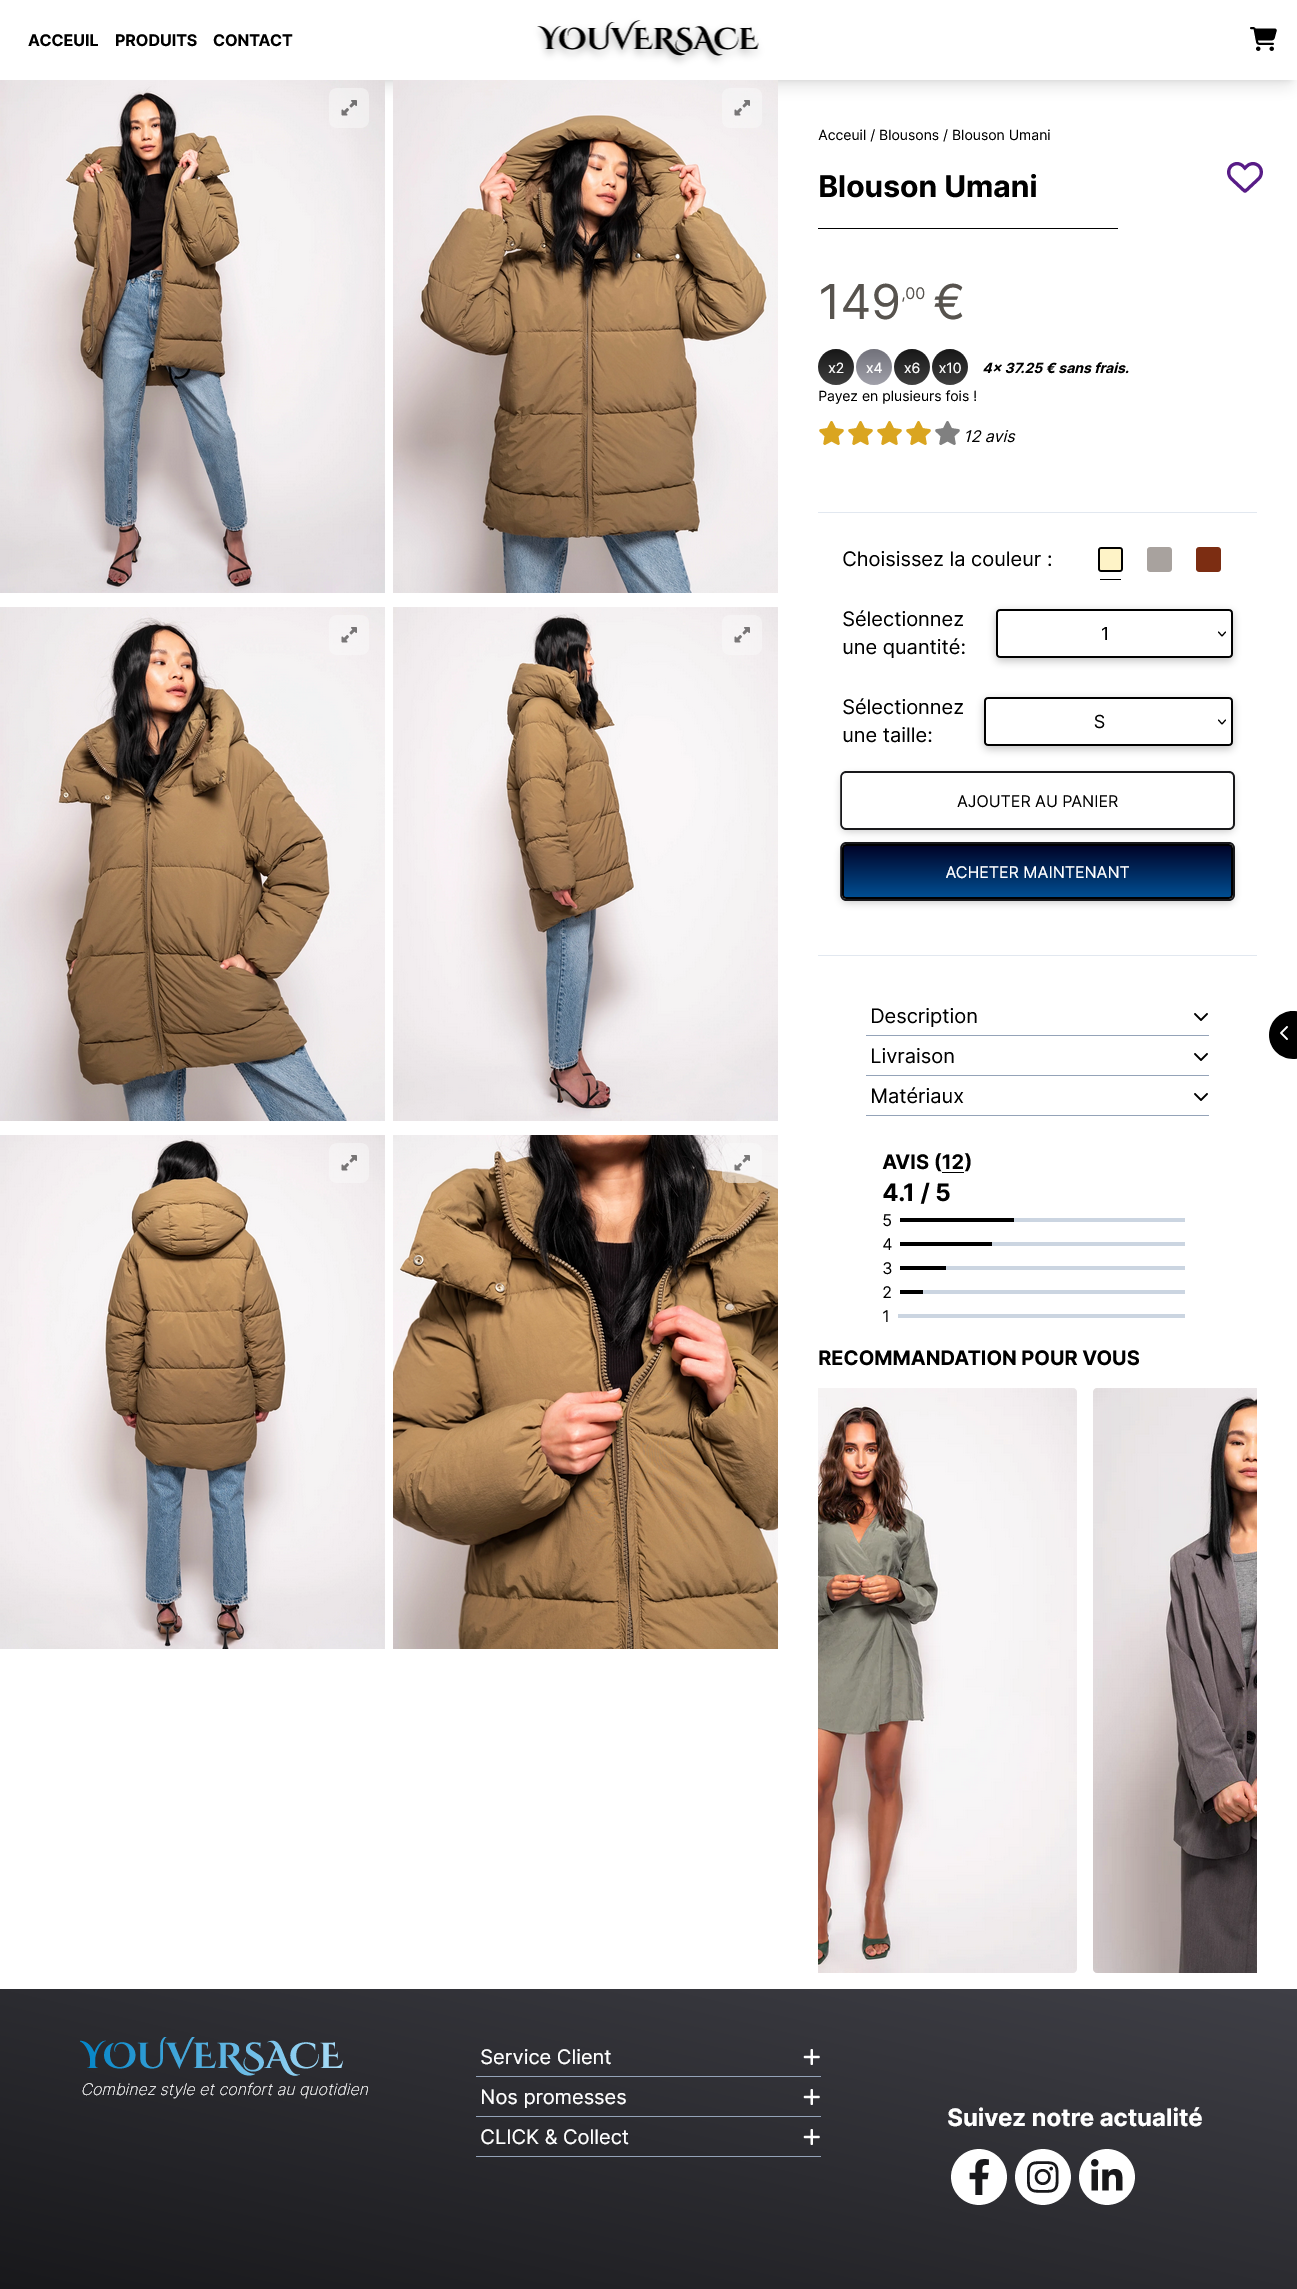 ACCEUIL PRODUITS CONTACT
YOUVERSACE
Acceuil / Blousons / Blouson Umani
Blouson Umani
149,00 €
x2 x4 x6 x10 4x 37.25 € sans frais.
Payez en plusieurs fois !
12 avis
Choisissez la couleur :
Sélectionnez
une quantité:
1
Sélectionnez
une taille:
S
AJOUTER AU PANIER
ACHETER MAINTENANT
Description
Livraison
Matériaux
AVIS (12)
4.1 / 5
5
4
3
2
1
RECOMMANDATION POUR VOUS
YOUVERSACE
Combinez style et confort au quotidien
Service Client
Nos promesses
CLICK & Collect
Suivez notre actualité